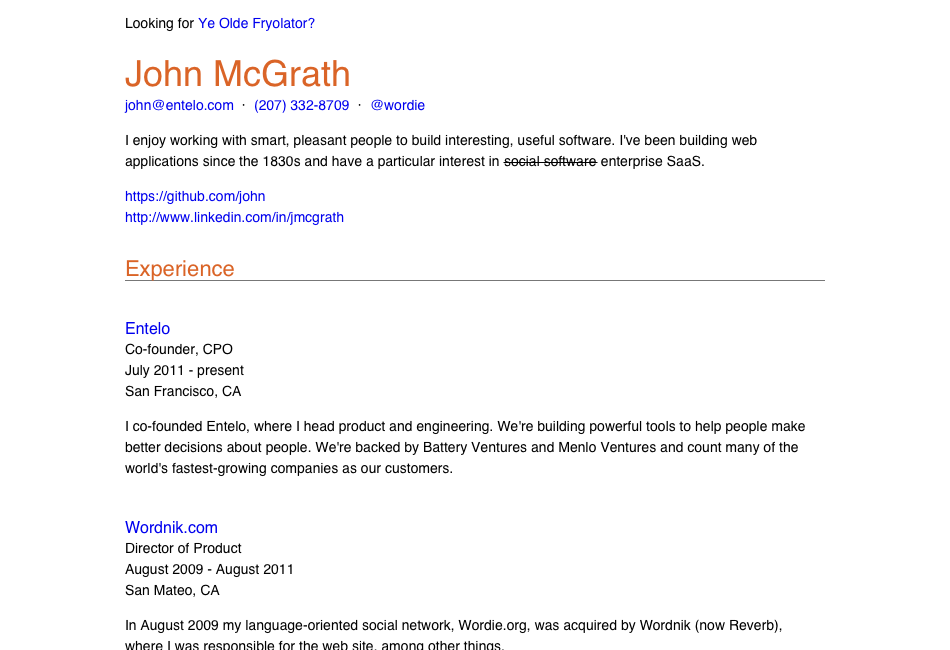 Looking for Ye Olde Fryolator?
John McGrath
john@entelo.com · (207) 332-8709 · @wordie
I enjoy working with smart, pleasant people to build interesting, useful software. I've been building web
applications since the 1830s and have a particular interest in social software enterprise SaaS.
https://github.com/john
http://www.linkedin.com/in/jmcgrath
Experience
Entelo
Co-founder, CPO
July 2011 - present
San Francisco, CA
I co-founded Entelo, where I head product and engineering. We're building powerful tools to help people make
better decisions about people. We're backed by Battery Ventures and Menlo Ventures and count many of the
world's fastest-growing companies as our customers.
Wordnik.com
Director of Product
August 2009 - August 2011
San Mateo, CA
In August 2009 my language-oriented social network, Wordie.org, was acquired by Wordnik (now Reverb),
where I was responsible for the web site, among other things.